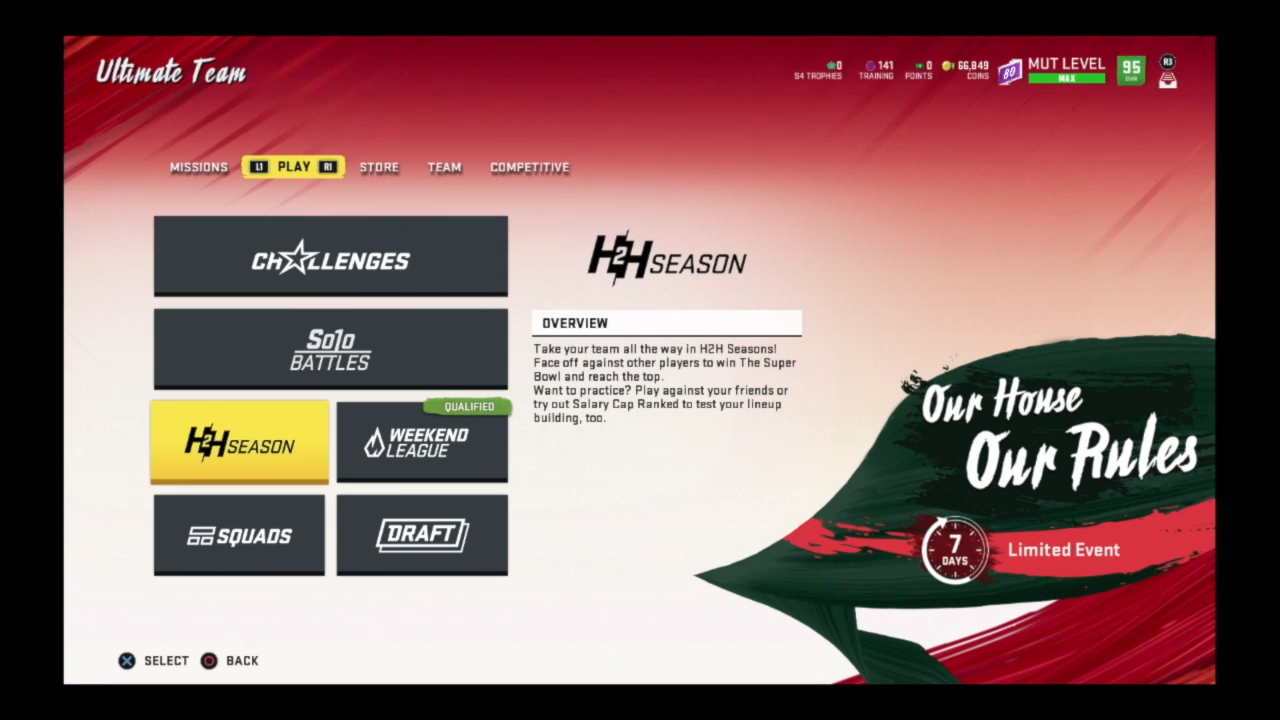 Ultimate Team
0 141 0 66,849
S4 TROPHIES TRAINING POINTS COINS
80
MUT LEVEL
MAX
95
OVR
R3
MISSIONS L1 PLAY R1 STORE TEAM COMPETITIVE
CHALLENGES
Solo
BATTLES
H2H SEASON
QUALIFIED
WEEKEND
LEAGUE
SQUADS
DRAFT
H2H SEASON
OVERVIEW
Take your team all the way in H2H Seasons!
Face off against other players to win The Super
Bowl and reach the top.
Want to practice? Play against your friends or
try out Salary Cap Ranked to test your lineup
building, too.
Our House
Our Rules
7
DAYS
Limited Event
SELECT BACK